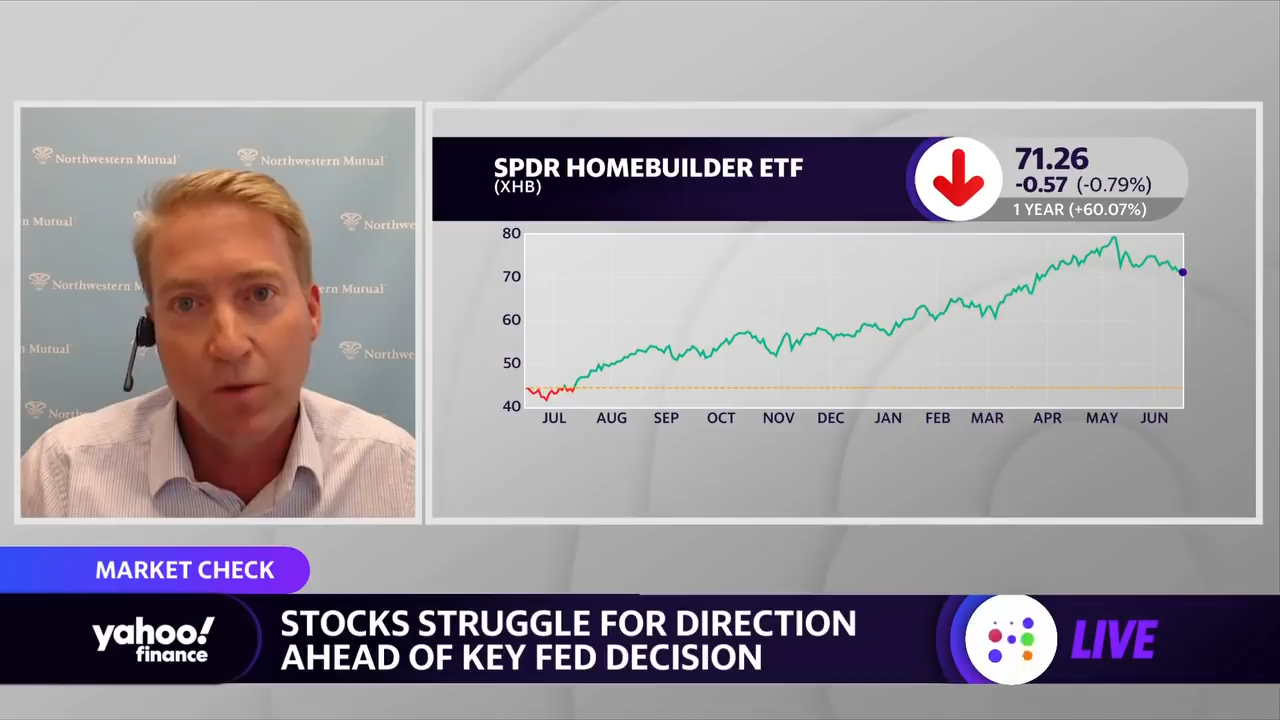 Northwestern Mutual
Northwestern Mutual
n Mutual
Northwe
Northwestern
rn Mutual
n Mutual
Northwe
Northw
SPDR HOMEBUILDER ETF
(XHB)
71.26
-0.57 (-0.79%)
1 YEAR (+60.07%)
80
70
60
50
40
JUL AUG SEP OCT NOV DEC JAN FEB MAR APR MAY JUN
MARKET CHECK
yahoo!
finance
STOCKS STRUGGLE FOR DIRECTION
AHEAD OF KEY FED DECISION
LIVE